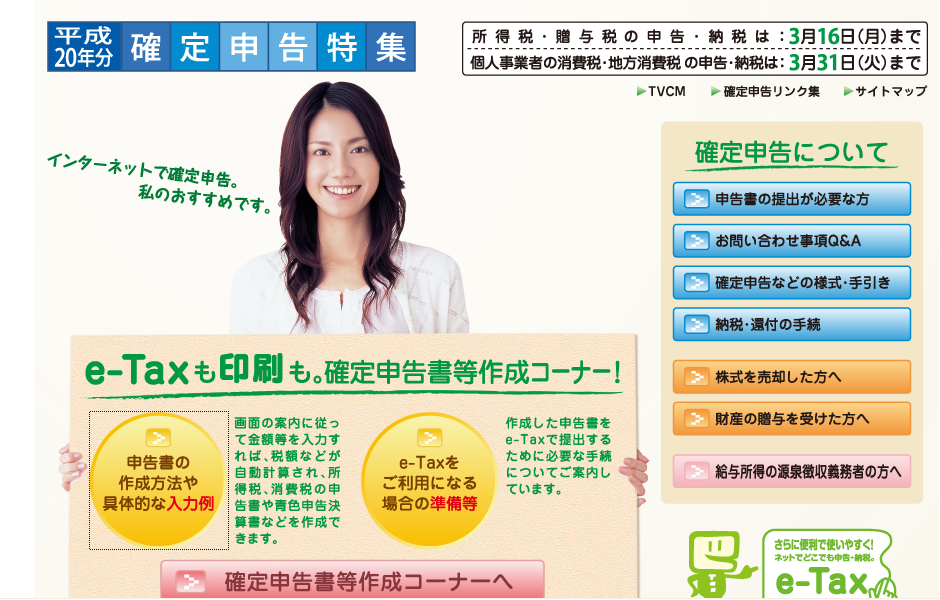 平成
20年分
確定申告特集
所得税・贈与税の申告・納税は:3月16日(月)まで
個人事業者の消費税・地方消費税の申告・納税は:3月31日(火)まで
TVCM
確定申告リンク集
サイトマップ
インターネットで確定申告。
私のおすすめです。
確定申告について
申告書の提出が必要な方
お問い合わせ事項Q&A
確定申告などの様式・手引き
納税・還付の手続
株式を売却した方へ
財産の贈与を受けた方へ
給与所得の源泉徴収義務者の方へ
e-Taxも印刷も。確定申告書等作成コーナー!
申告書の
作成方法や
具体的な入力例
画面の案内に従っ
て金額等を入力す
れば、税額などが
自動計算され、所
得税、消費税の申
告書や青色申告決
算書などを作成で
きます。
e-Taxを
ご利用になる
場合の準備等
作成した申告書を
e-Taxで提出する
ために必要な手続
についてご案内し
ています。
確定申告書等作成コーナーへ
さらに便利で使いやすく!
ネットでどこでも申告・納税。
e-Tax